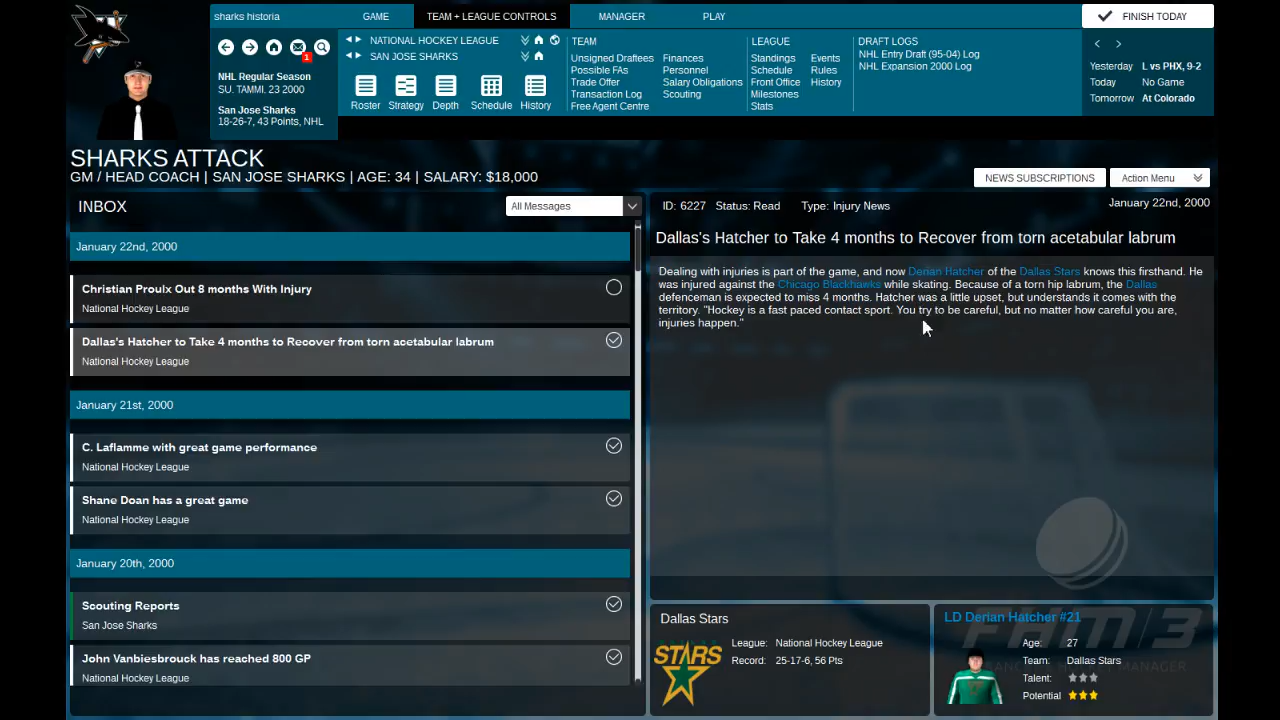 sharks historia
GAME
TEAM + LEAGUE CONTROLS
MANAGER
PLAY
FINISH TODAY
1
NATIONAL HOCKEY LEAGUE
SAN JOSE SHARKS
Roster
Strategy
Depth
Schedule
History
TEAM
Unsigned Draftees
Possible FAs
Trade Offer
Transaction Log
Free Agent Centre
Finances
Personnel
Salary Obligations
Scouting
LEAGUE
Standings
Schedule
Front Office
Milestones
Stats
Events
Rules
History
DRAFT LOGS
NHL Entry Draft (95-04) Log
NHL Expansion 2000 Log
Yesterday L vs PHX, 9-2
Today No Game
Tomorrow At Colorado
NHL Regular Season
SU. TAMMI. 23 2000
San Jose Sharks
18-26-7, 43 Points, NHL
SHARKS ATTACK
GM / HEAD COACH | SAN JOSE SHARKS | AGE: 34 | SALARY: $18,000
NEWS SUBSCRIPTIONS
Action Menu
INBOX
All Messages
January 22nd, 2000
Christian Proulx Out 8 months With Injury
National Hockey League
Dallas's Hatcher to Take 4 months to Recover from torn acetabular labrum
National Hockey League
January 21st, 2000
C. Laflamme with great game performance
National Hockey League
Shane Doan has a great game
National Hockey League
January 20th, 2000
Scouting Reports
San Jose Sharks
John Vanbiesbrouck has reached 800 GP
National Hockey League
ID: 6227 Status: Read Type: Injury News
January 22nd, 2000
Dallas's Hatcher to Take 4 months to Recover from torn acetabular labrum
Dealing with injuries is part of the game, and now Derian Hatcher of the Dallas Stars knows this firsthand. He
was injured against the Chicago Blackhawks while skating. Because of a torn hip labrum, the Dallas
defenceman is expected to miss 4 months. Hatcher was a little upset, but understands it comes with the
territory. "Hockey is a fast paced contact sport. You try to be careful, but no matter how careful you are,
injuries happen."
Dallas Stars
STARS
League: National Hockey League
Record: 25-17-6, 56 Pts
LD Derian Hatcher #21
Age: 27
Team: Dallas Stars
Talent:
Potential
FHM/3
FRANCHISE HOCKEY MANAGER